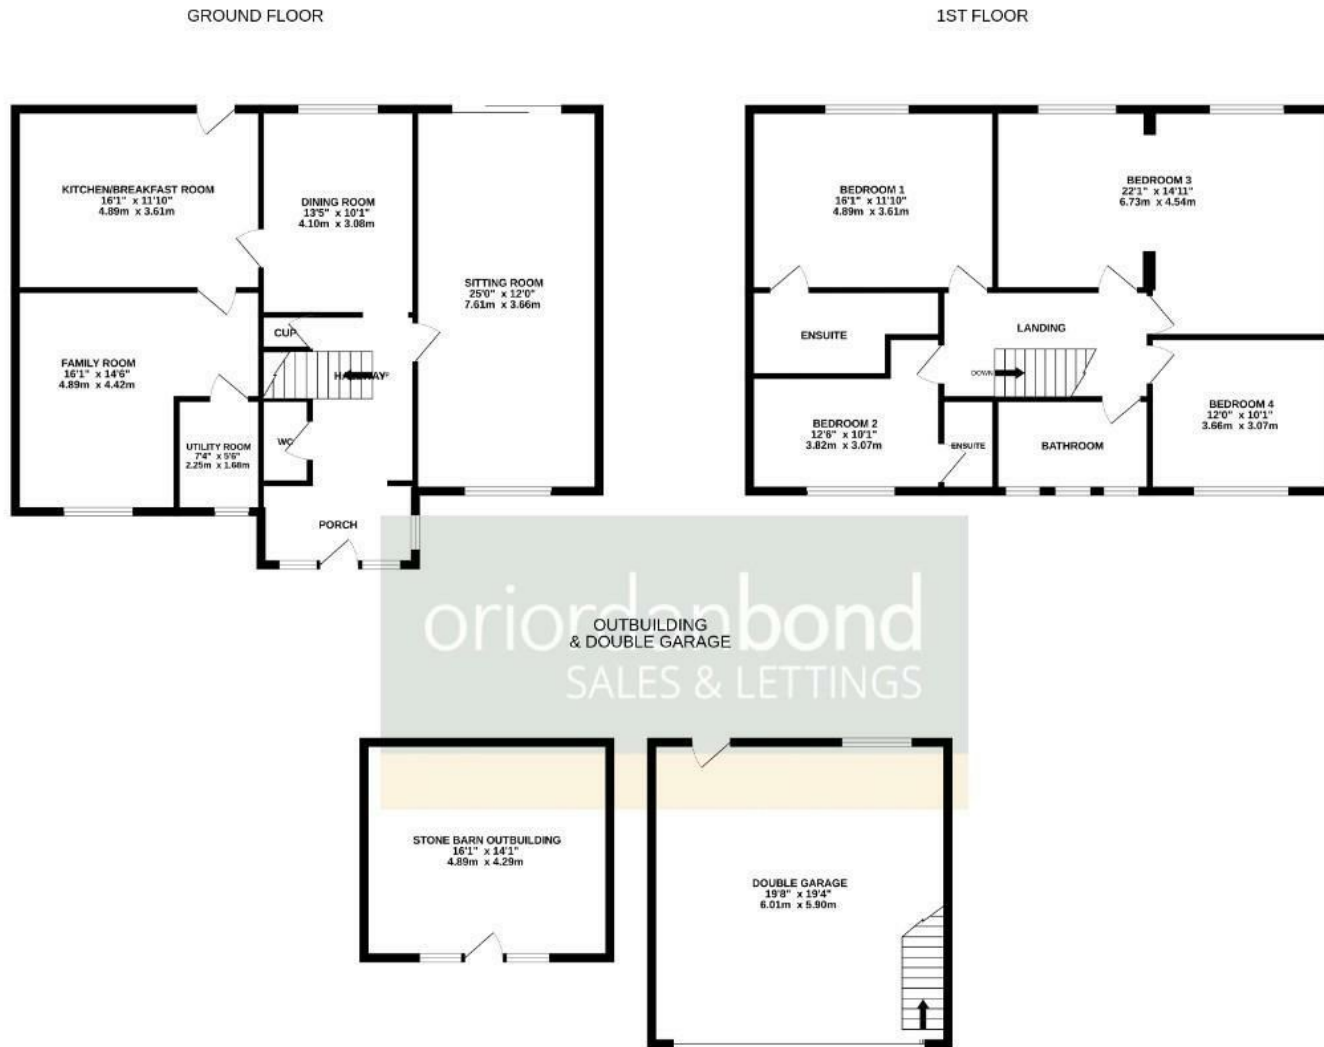 GROUND FLOOR
1ST FLOOR
KITCHEN/BREAKFAST ROOM
16'1" x 11'10"
4.89m x 3.61m
DINING ROOM
13'5" x 10'1"
4.10m x 3.08m
SITTING ROOM
25'0" x 12'0"
7.61m x 3.66m
CUP
FAMILY ROOM
16'1" x 14'6"
4.89m x 4.42m
HALLWAY
UTILITY ROOM
7'4" x 5'6"
2.25m x 1.68m
WC
PORCH
BEDROOM 1
16'1" x 11'10"
4.89m x 3.61m
BEDROOM 3
22'1" x 14'11"
6.73m x 4.54m
ENSUITE
LANDING
DOWN
BEDROOM 2
12'6" x 10'1"
3.82m x 3.07m
ENSUITE
BATHROOM
BEDROOM 4
12'0" x 10'1"
3.66m x 3.07m
oriordanbond
SALES & LETTINGS
OUTBUILDING
& DOUBLE GARAGE
STONE BARN OUTBUILDING
16'1" x 14'1"
4.89m x 4.29m
DOUBLE GARAGE
19'8" x 19'4"
6.01m x 5.90m